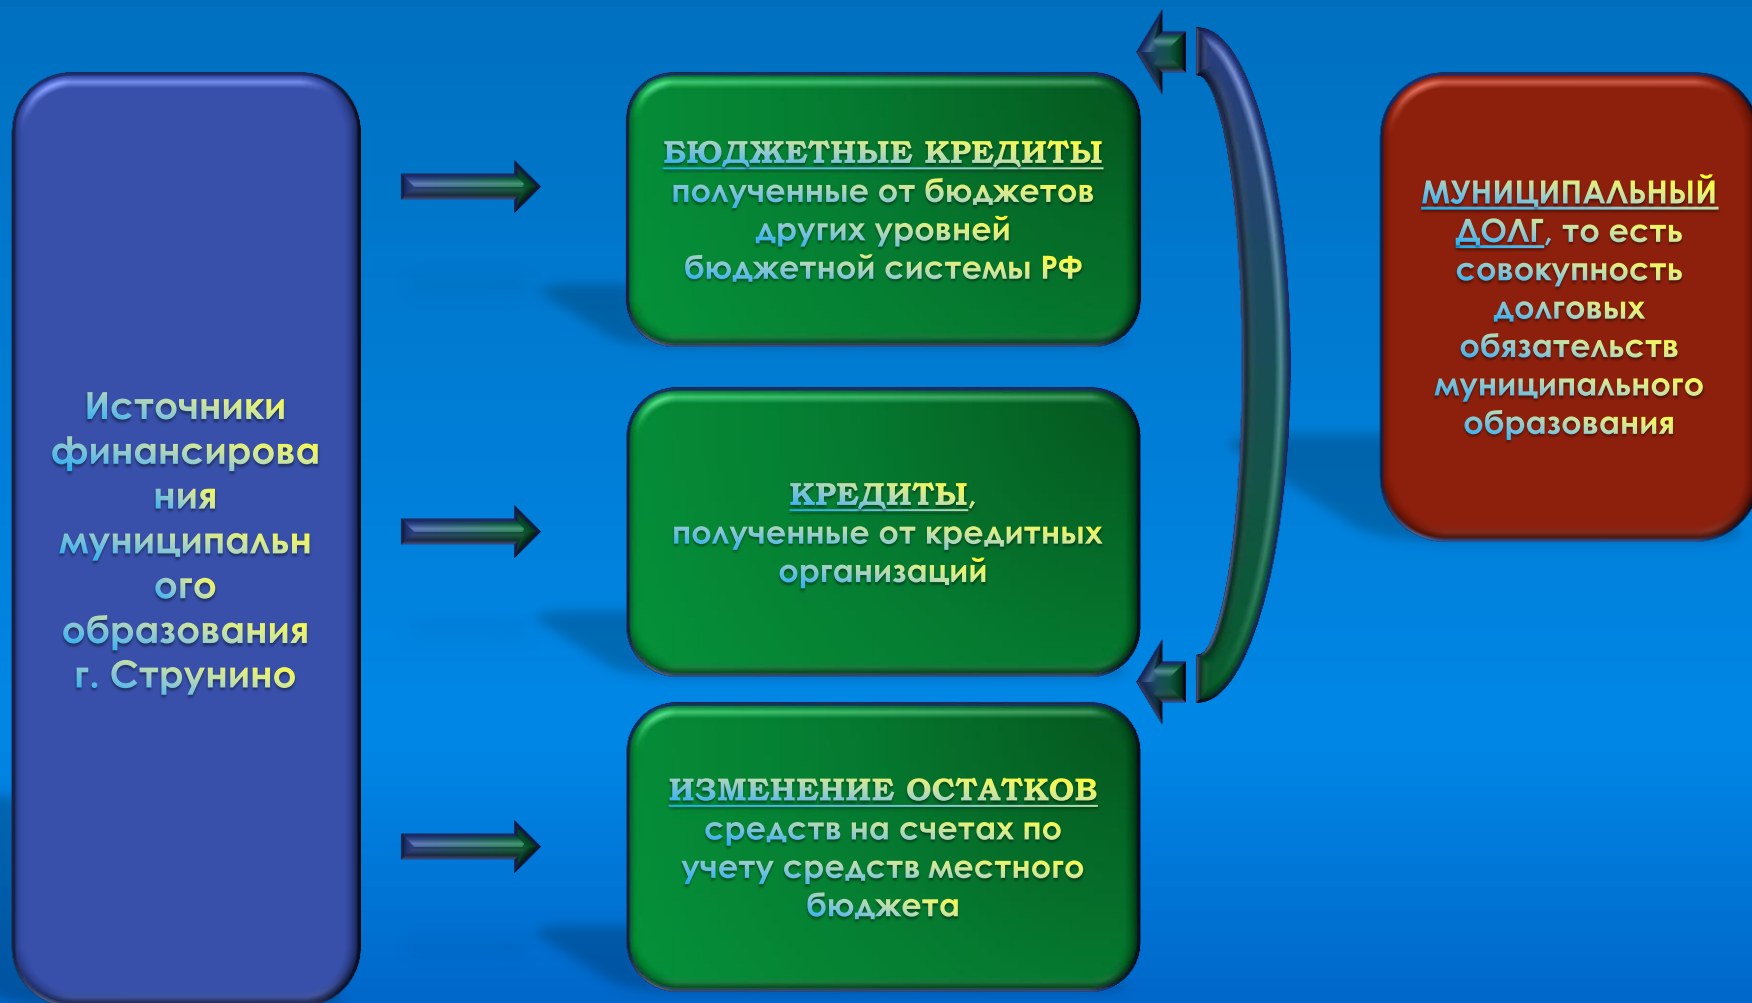 Источники
финансирова
ния
муниципальн
ого
образования
г. Струнино
БЮДЖЕТНЫЕ КРЕДИТЫ
полученные от бюджетов
других уровней
бюджетной системы РФ
КРЕДИТЫ,
полученные от кредитных
организаций
ИЗМЕНЕНИЕ ОСТАТКОВ
средств на счетах по
учету средств местного
бюджета
МУНИЦИПАЛЬНЫЙ
ДОЛГ, то есть
совокупность
долговых
обязательств
муниципального
образования